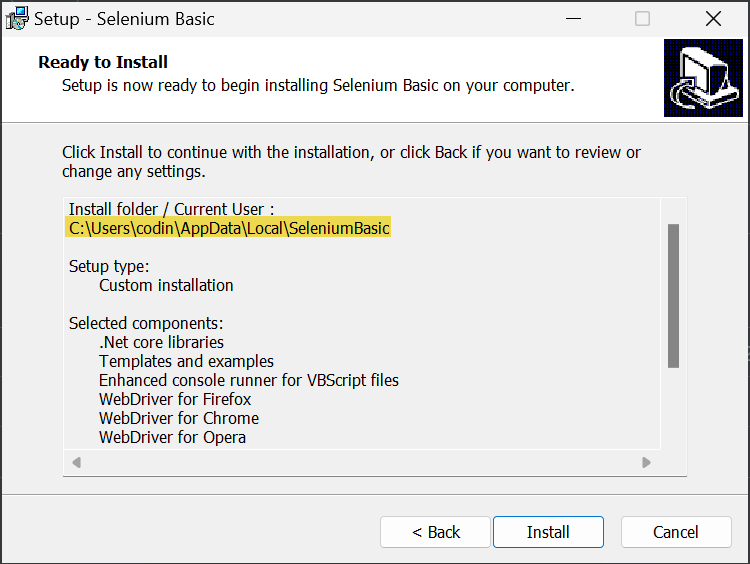 Setup - Selenium Basic
Ready to Install
Setup is now ready to begin installing Selenium Basic on your computer.
Click Install to continue with the installation, or click Back if you want to review or
change any settings.
Install folder / Current User :
C:\Users\codin\AppData\Local\SeleniumBasic
Setup type:
Custom installation
Selected components:
.Net core libraries
Templates and examples
Enhanced console runner for VBScript files
WebDriver for Firefox
WebDriver for Chrome
WebDriver for Opera
< Back
Install
Cancel